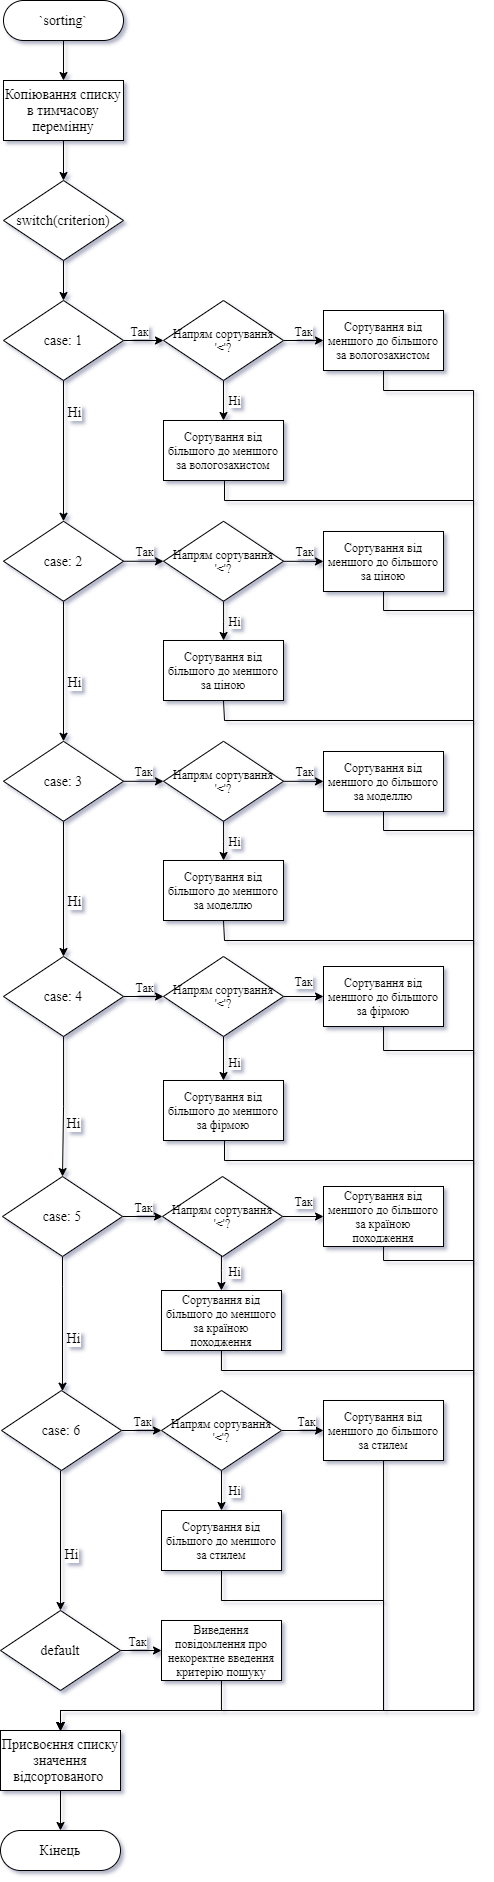 `sorting`
Копіювання списку
в тимчасову
перемінну
switch(criterion)
case: 1
Так
Напрям сортування
'<'?
Так
Сортування від
меншого до більшого
за вологозахистом
Ні
Ні
Сортування від
більшого до меншого
за вологозахистом
case: 2
Так
Напрям сортування
'<'?
Так
Сортування від
меншого до більшого
за ціною
Ні
Ні
Сортування від
більшого до меншого
за ціною
case: 3
Так
Напрям сортування
'<'?
Так
Сортування від
меншого до більшого
за моделлю
Ні
Ні
Сортування від
більшого до меншого
за моделлю
case: 4
Так
Напрям сортування
'<'?
Так
Сортування від
меншого до більшого
за фірмою
Ні
Ні
Сортування від
більшого до меншого
за фірмою
case: 5
Так
Напрям сортування
'<'?
Так
Сортування від
меншого до більшого
за країною
походження
Ні
Ні
Сортування від
більшого до меншого
за країною
походження
case: 6
Так
Напрям сортування
'<'?
Так
Сортування від
меншого до більшого
за стилем
Ні
Ні
Сортування від
більшого до меншого
за стилем
default
Так
Виведення
повідомлення про
некоректне введення
критерію пошуку
Присвоєння списку
значення
відсортованого
Кінець